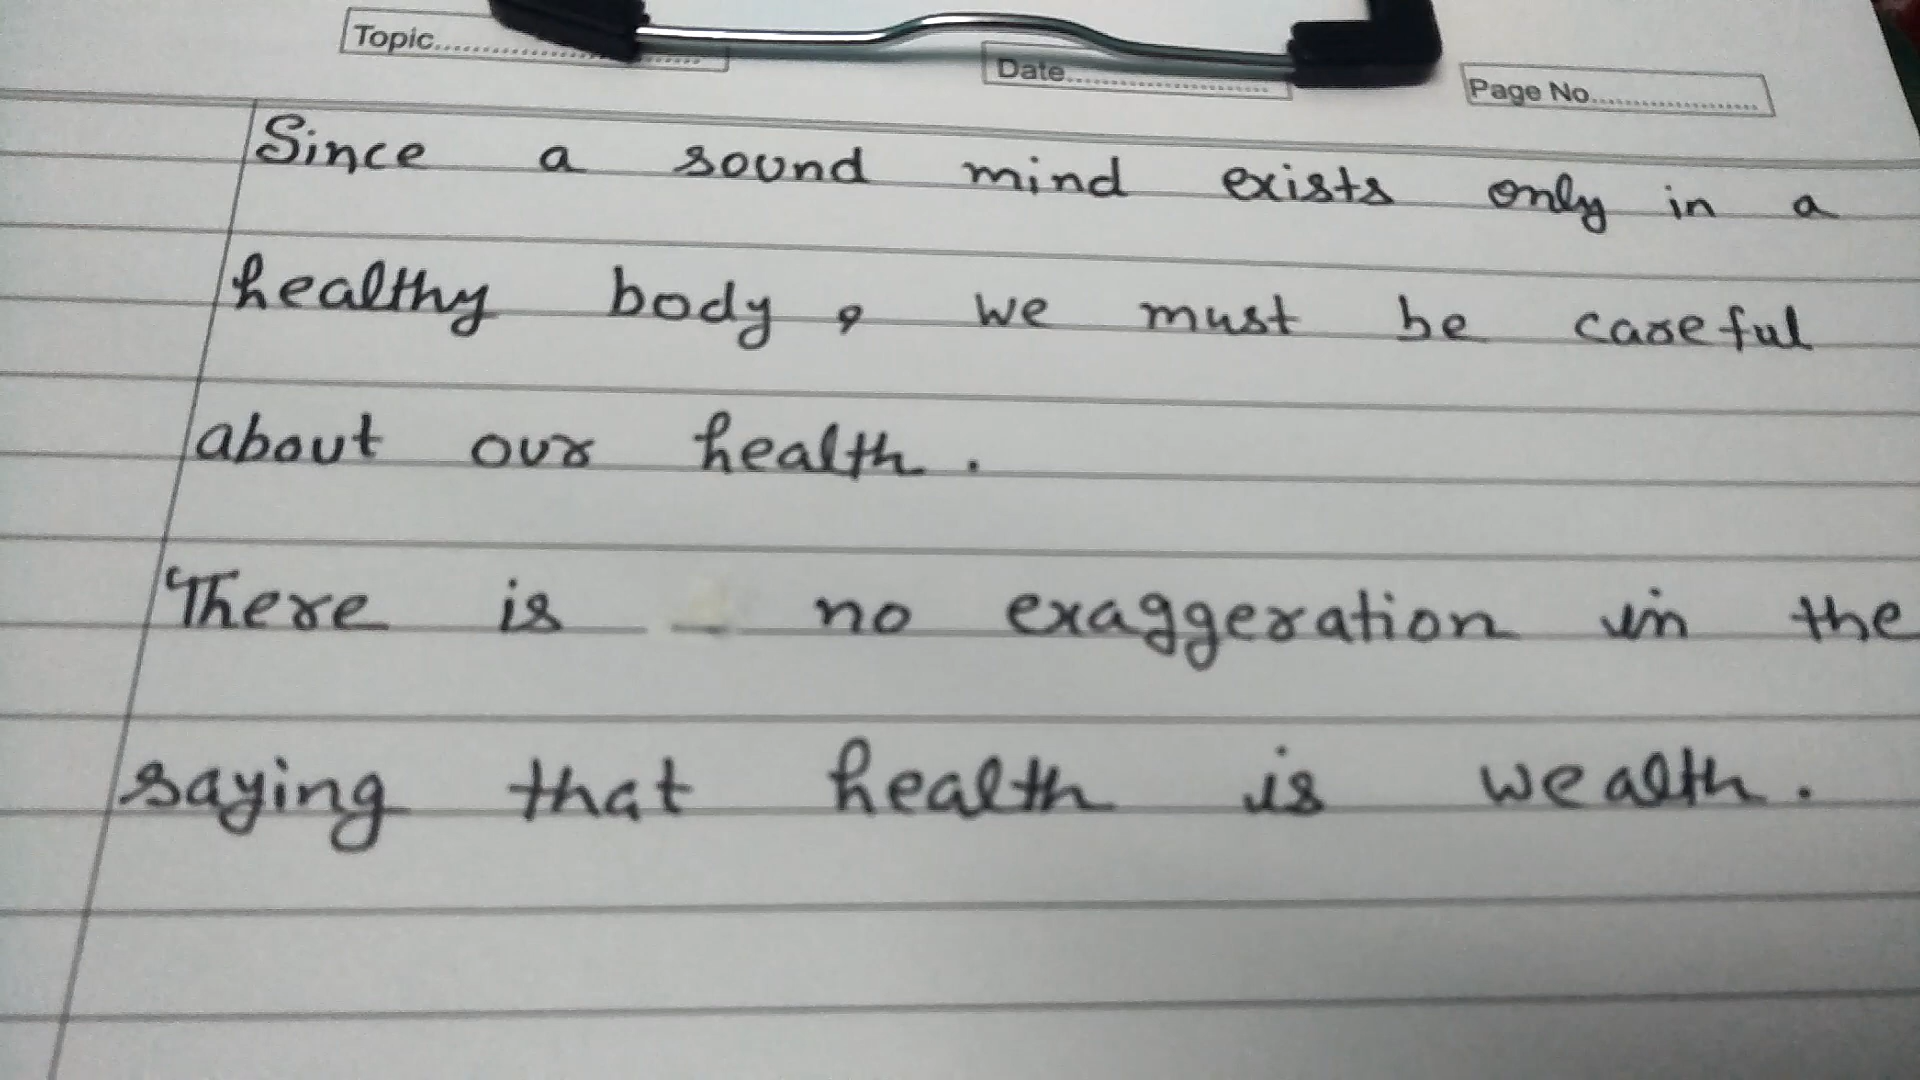 Topic
Date
Page No
Since a sound mind exists only in a
healthy body, we must be careful
about our health.
There is no exaggeration in the
saying that health is wealth.